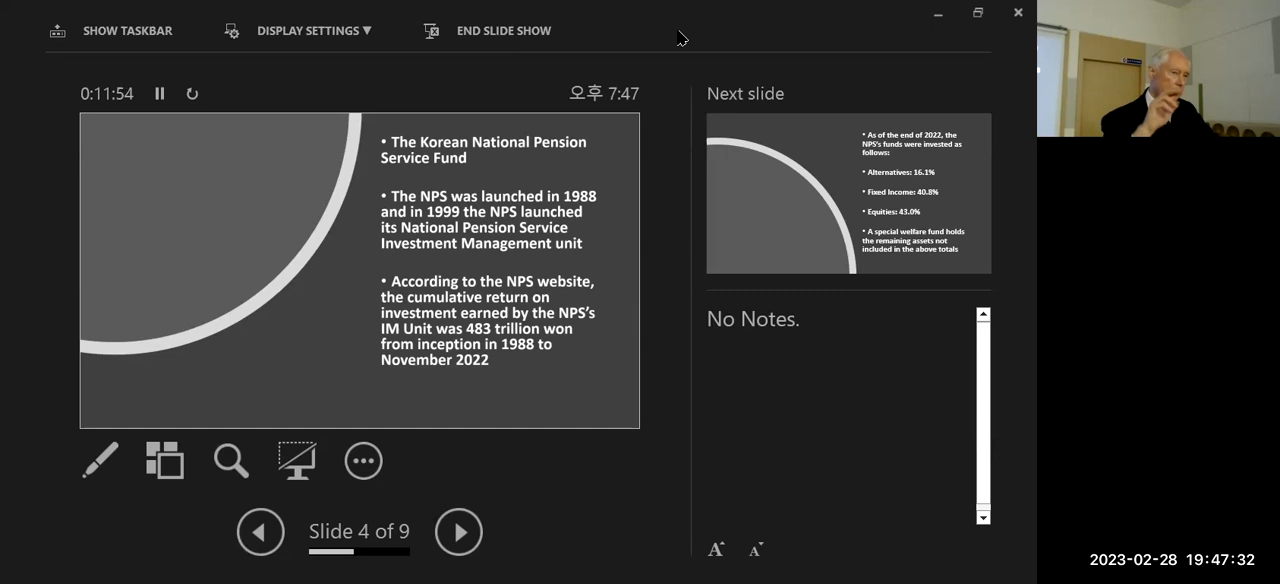 SHOW TASKBAR
DISPLAY SETTINGS ▼
END SLIDE SHOW
0:11:54
오후 7:47
• The Korean National Pension
Service Fund
• The NPS was launched in 1988
and in 1999 the NPS launched
its National Pension Service
Investment Management unit
• According to the NPS website,
the cumulative return on
investment earned by the NPS's
IM Unit was 483 trillion won
from inception in 1988 to
November 2022
Slide 4 of 9
Next slide
• As of the end of 2022, the
NPS's funds were invested as
follows:
• Alternatives: 16.1%
• Fixed Income: 40.8%
• Equities: 43.0%
• A special welfare fund holds
the remaining assets not
included in the above totals
No Notes.
A A
2023-02-28 19:47:32